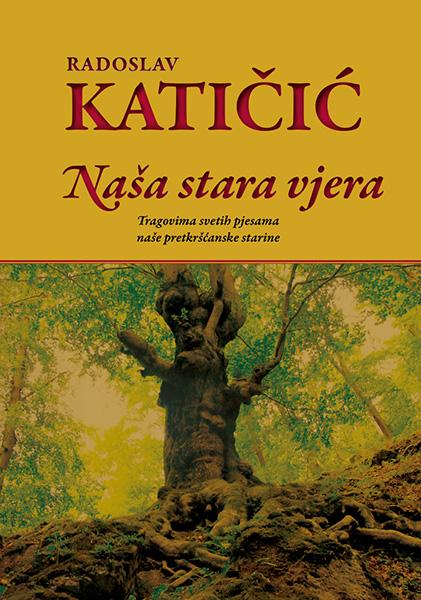 RADOSLAV
KATIČIĆ
Naša stara vjera
Tragovima svetih pjesama
naše pretkršćanske starine